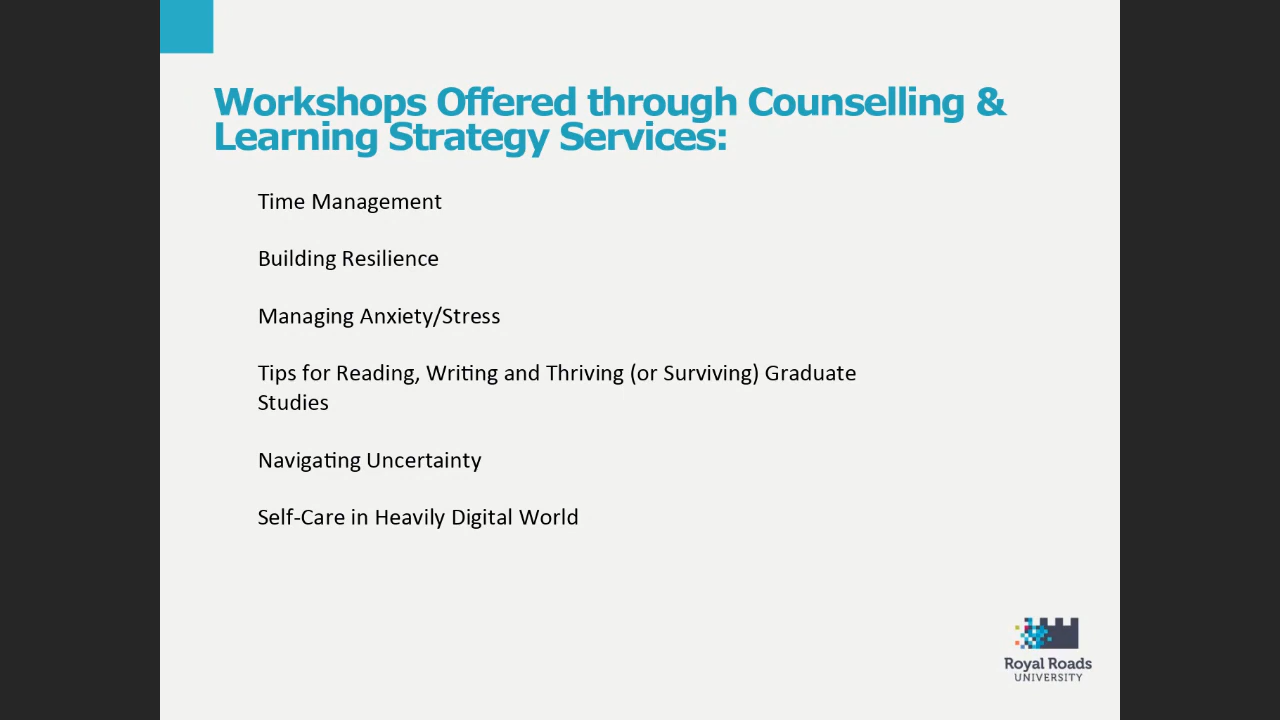 Workshops Offered through Counselling &
Learning Strategy Services:
Time Management
Building Resilience
Managing Anxiety/Stress
Tips for Reading, Writing and Thriving (or Surviving) Graduate
Studies
Navigating Uncertainty
Self-Care in Heavily Digital World
Royal Roads
UNIVERSITY